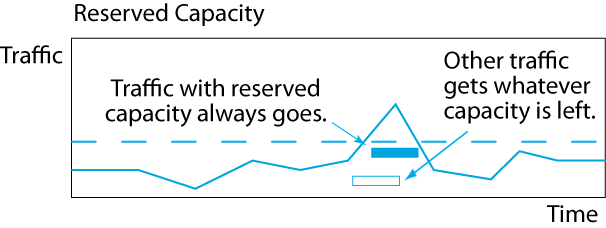 Reserved Capacity
Traffic
Traffic with reserved
capacity always goes.
Other traffic
gets whatever
capacity is left.
Time